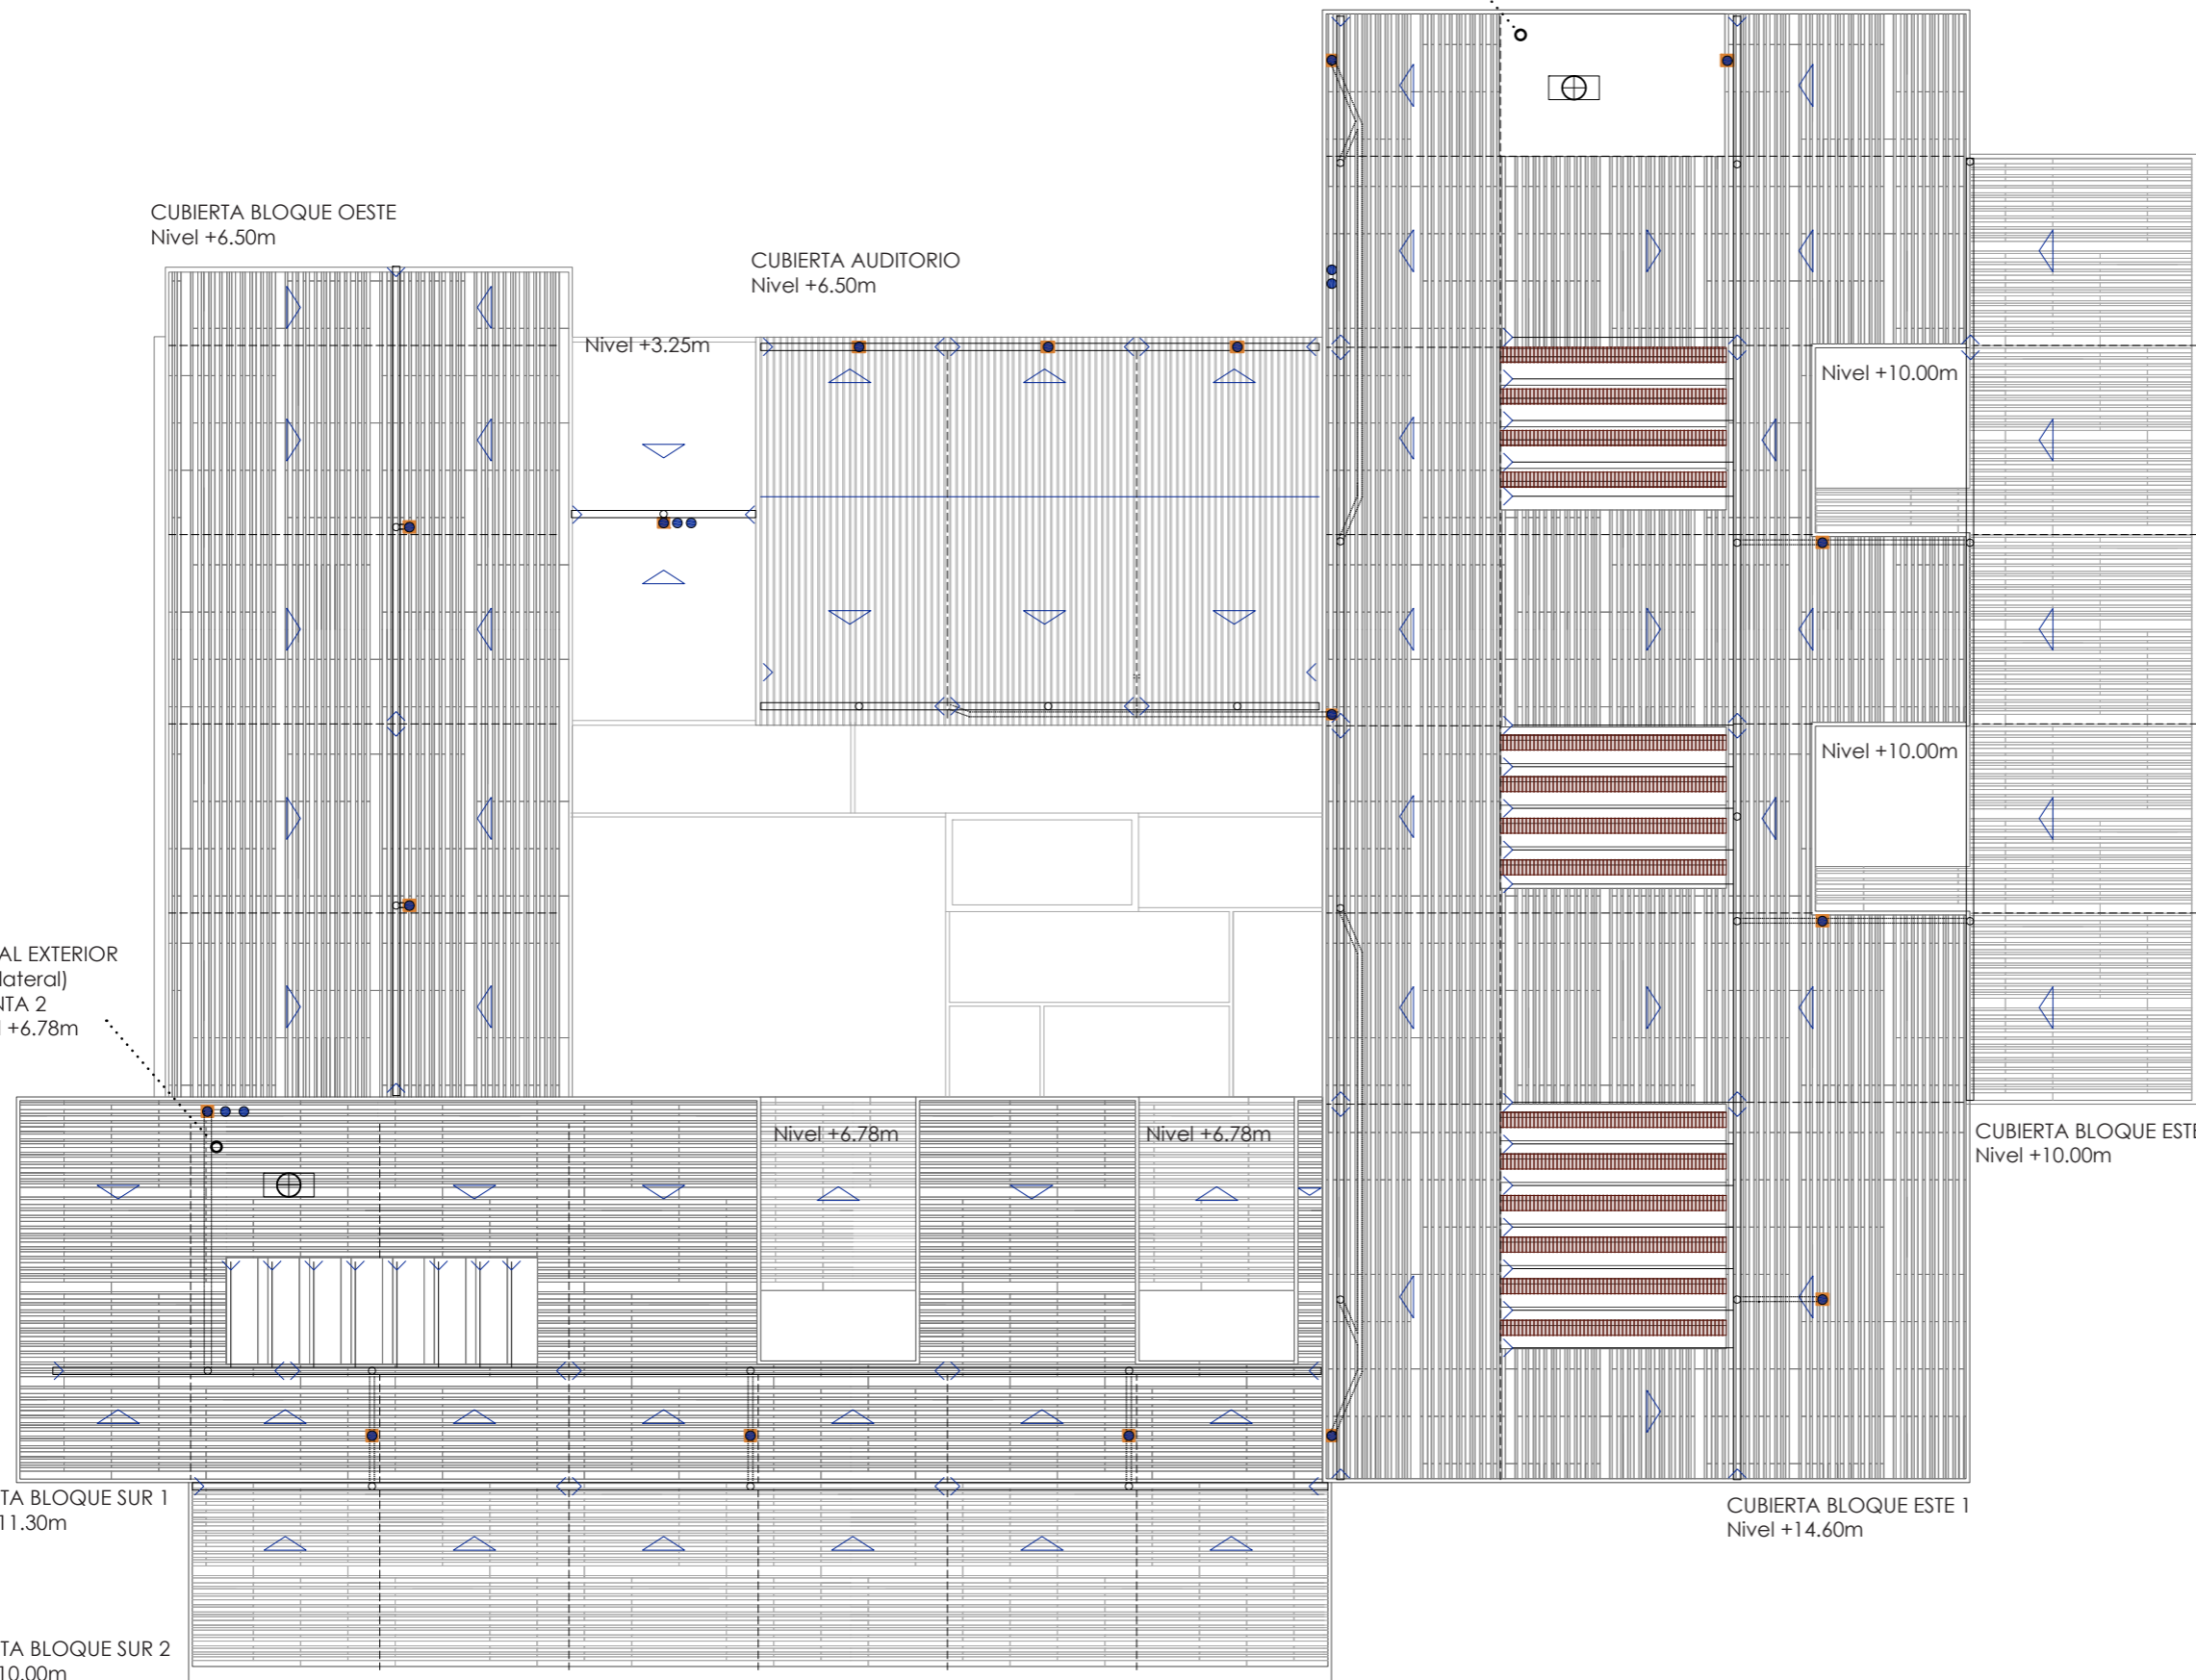 CUBIERTA BLOQUE OESTE
Nivel +6.50m
CUBIERTA AUDITORIO
Nivel +6.50m
Nivel +3.25m
Nivel +10.00m
Nivel +10.00m
AL EXTERIOR
lateral)
NTA 2
l +6.78m
Nivel +6.78m
Nivel +6.78m
CUBIERTA BLOQUE ESTE
Nivel +10.00m
TA BLOQUE SUR 1
11.30m
CUBIERTA BLOQUE ESTE 1
Nivel +14.60m
TA BLOQUE SUR 2
10.00m